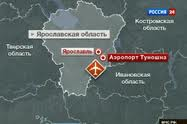 РОССИЯ 24
Костромская
область
Ярославская область
Тверская
область
Ярославль
Аэропорт Туношна
Ивановская
область